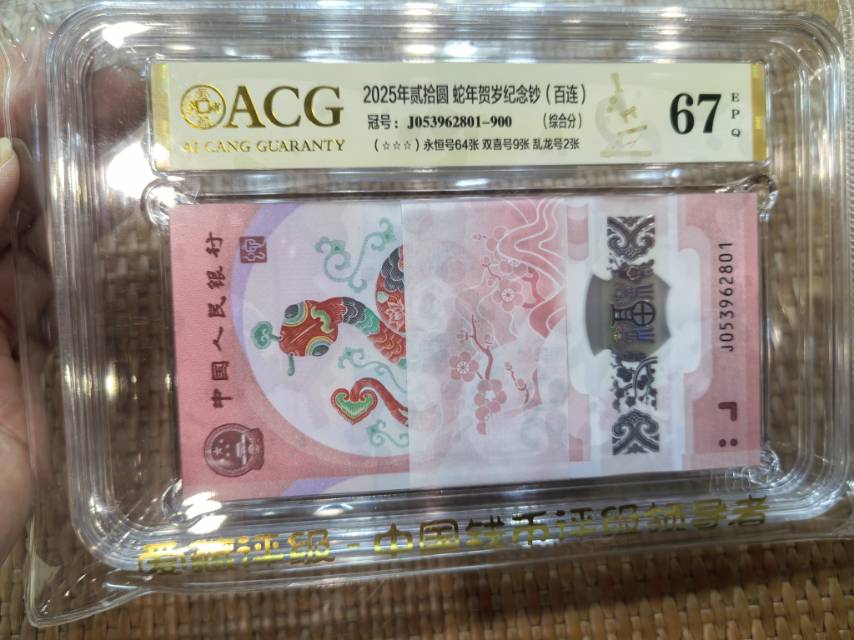 ACG
AI CANG GUARANTY
2025年贰拾圆 蛇年贺岁纪念钞（百连）
冠号：J053962801-900 （综合分）
（☆☆☆）永恒号64张 双喜号9张 乱龙号2张
67
EPQ
中国人民银行
J053962801
爱藏评级-中国钱币评级领导者